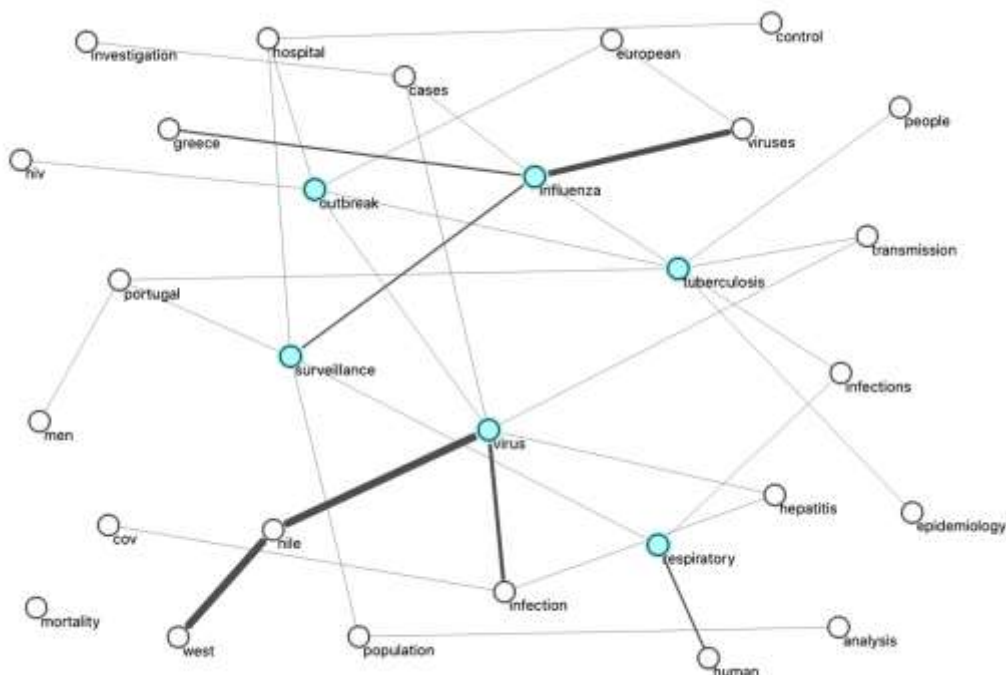 control
investigation
hospital
european
cases
people
greece
viruses
hiv
influenza
outbreak
transmission
tuberculosis
portugal
surveillance
infections
men
virus
hepatitis
epidemiology
cov
nile
respiratory
infection
mortality
west
population
analysis
human